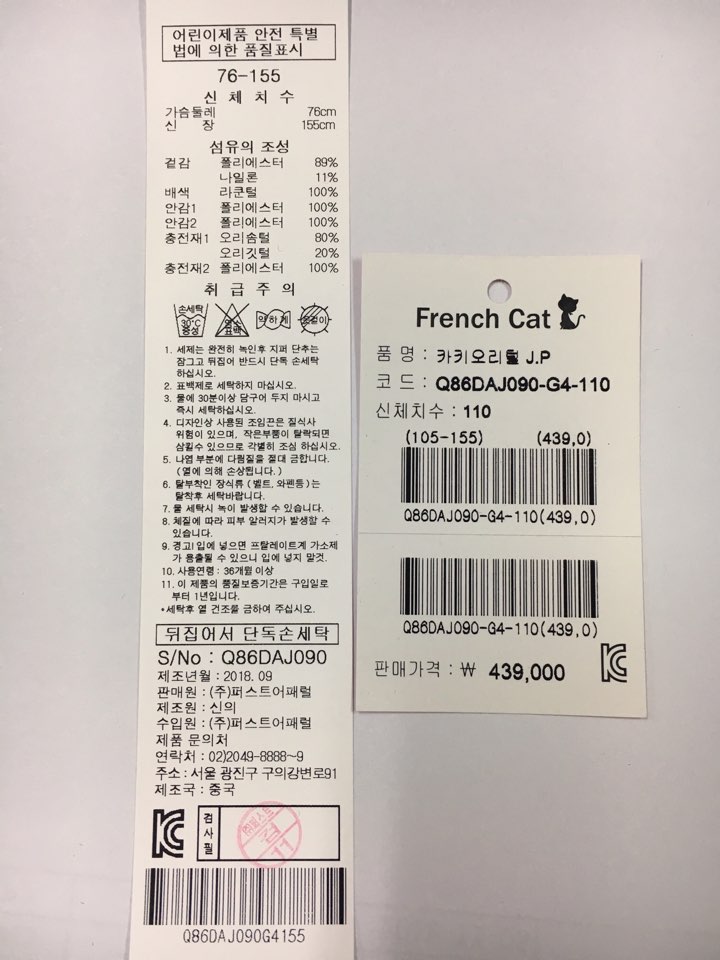 어린이제품 안전 특별
법에 의한 품질표시
76-155
신 체 치 수
가슴둘레 76cm
신 장 155cm
섬유의 조성
겉감 폴리에스터 89%
나일론 11%
배색 라쿤털 100%
안감1 폴리에스터 100%
안감2 폴리에스터 100%
충전재1 오리솜털 80%
오리깃털 20%
충전재2 폴리에스터 100%
취 급 주 의
손세탁
30℃
중성
염소
표백
약하게
옷걸이
1. 세제는 완전히 녹인후 지퍼 단추는
잠그고 뒤집어 반드시 단독 손세탁
하십시오.
2. 표백제로 세탁하지 마십시오.
3. 물에 30분이상 담구어 두지 마시고
즉시 세탁하십시오.
4. 디자인상 사용된 조임끈은 질식사
위험이 있으며, 작은부품이 탈락되면
삼킬수 있으므로 각별히 조심 하십시오.
5. 나염 부분에 다림질을 절대 금합니다.
(열에 의해 손상됩니다.)
6. 탈부착인 장식류 (벨트, 와펜등)는
탈착후 세탁바랍니다.
7. 물 세탁시 녹이 발생할 수 있습니다.
8. 체질에 따라 피부 알러지가 발생할 수
있습니다.
9. 경고! 입에 넣으면 프탈레이트계 가소제
가 용출될 수 있으니 입에 넣지 말것.
10. 사용연령 : 36개월 이상
11. 이 제품의 품질보증기간은 구입일로
부터 1년입니다.
*세탁후 열 건조를 금하여 주십시오.
뒤집어서 단독손세탁
S/No : Q86DAJ090
제조년월 : 2018. 09
판매원 : (주)퍼스트어패럴
제조원 : 신의
수입원 : (주)퍼스트어패럴
제품 문의처
연락처 : 02)2049-8888~9
주소 : 서울 광진구 구의강변로91
제조국 : 중국
검사필
검
11
Q86DAJ090G4155
French Cat
품 명 : 카키오리털 J.P
코 드 : Q86DAJ090-G4-110
신체치수 : 110
(105-155) (439,0)
Q86DAJ090-G4-110(439,0)
Q86DAJ090-G4-110(439,0)
판매가격 : ₩ 439,000